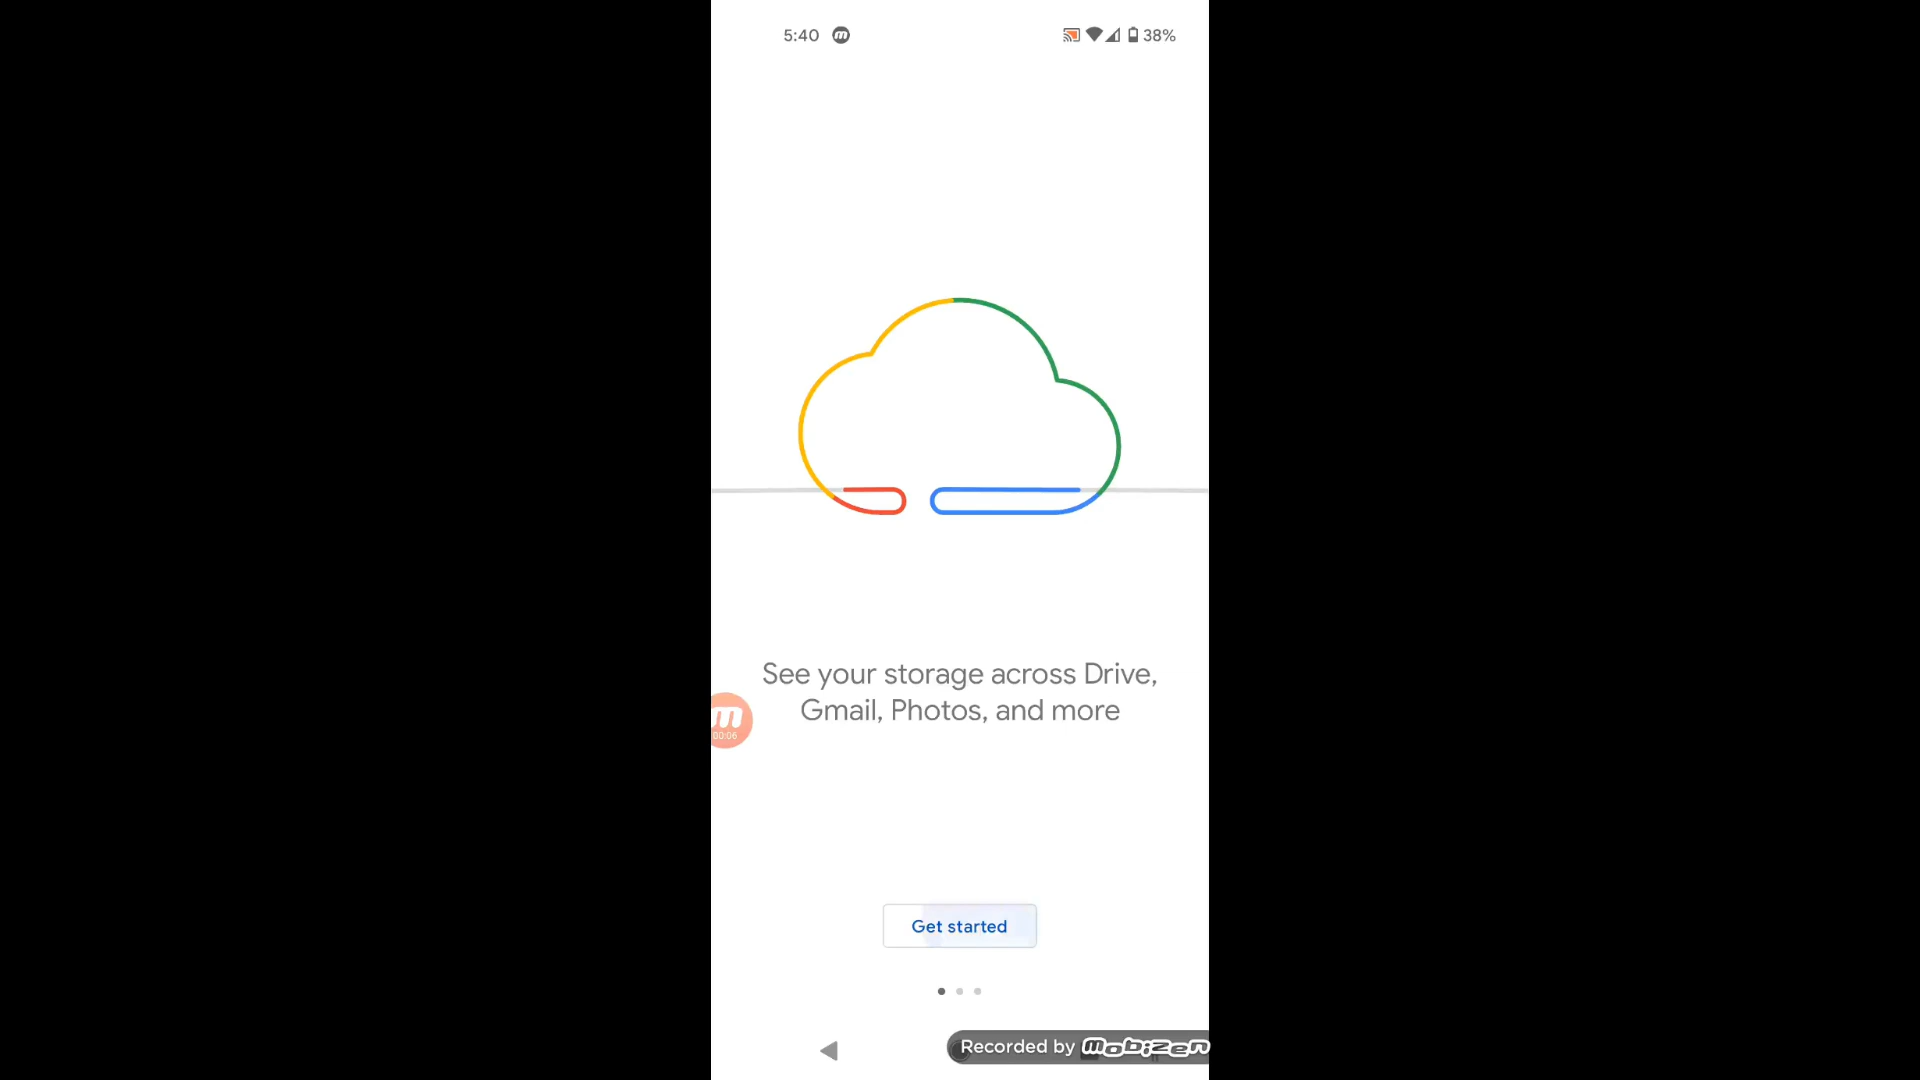 5:40 m 38%
See your storage across Drive,
Gmail, Photos, and more
m
00:06
Get started
Recorded by mobizen